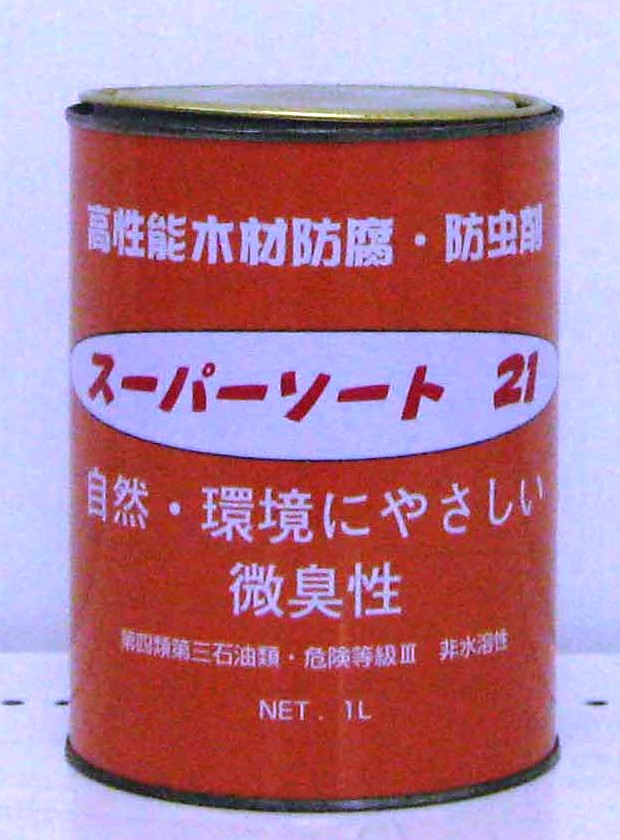 高性能木材防腐・防虫剤
スーパーソート 21
自然・環境にやさしい
微臭性
第四類第三石油類・危険等級Ⅲ 非水溶性
NET. 1L